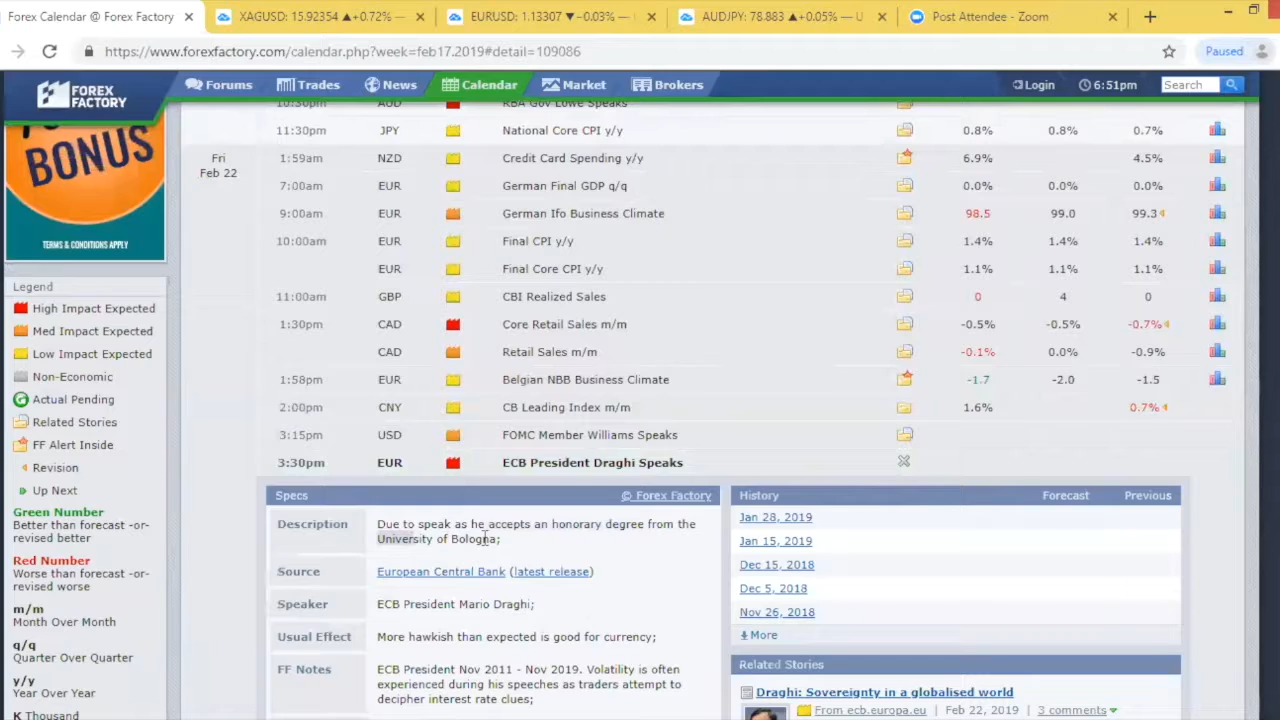 Forex Calendar @ Forex Factory
XAGUSD: 15.92354 ▲+0.72% —
EURUSD: 1.13307 ▼−0.03% —
AUDJPY: 78.883 ▲+0.05% — U
Post Attendee - Zoom
https://www.forexfactory.com/calendar.php?week=feb17.2019#detail=109086
Paused
FOREX FACTORY
Forums
Trades
News
Calendar
Market
Brokers
Login
6:51pm
Search
BONUS
TERMS & CONDITIONS APPLY
10:30pm AUD RBA Gov Lowe Speaks
11:30pm JPY National Core CPI y/y 0.8% 0.8% 0.7%
Fri
Feb 22
1:59am NZD Credit Card Spending y/y 6.9% 4.5%
7:00am EUR German Final GDP q/q 0.0% 0.0% 0.0%
9:00am EUR German Ifo Business Climate 98.5 99.0 99.3
10:00am EUR Final CPI y/y 1.4% 1.4% 1.4%
EUR Final Core CPI y/y 1.1% 1.1% 1.1%
11:00am GBP CBI Realized Sales 0 4 0
1:30pm CAD Core Retail Sales m/m -0.5% -0.5% -0.7%
CAD Retail Sales m/m -0.1% 0.0% -0.9%
1:58pm EUR Belgian NBB Business Climate -1.7 -2.0 -1.5
2:00pm CNY CB Leading Index m/m 1.6% 0.7%
3:15pm USD FOMC Member Williams Speaks
3:30pm EUR ECB President Draghi Speaks
Legend
High Impact Expected
Med Impact Expected
Low Impact Expected
Non-Economic
Actual Pending
Related Stories
FF Alert Inside
Revision
Up Next
Green Number
Better than forecast -or-
revised better
Red Number
Worse than forecast -or-
revised worse
m/m
Month Over Month
q/q
Quarter Over Quarter
y/y
Year Over Year
K Thousand
Specs © Forex Factory
Description Due to speak as he accepts an honorary degree from the
University of Bologna;
Source European Central Bank (latest release)
Speaker ECB President Mario Draghi;
Usual Effect More hawkish than expected is good for currency;
FF Notes ECB President Nov 2011 - Nov 2019. Volatility is often
experienced during his speeches as traders attempt to
decipher interest rate clues;
History Forecast Previous
Jan 28, 2019
Jan 15, 2019
Dec 15, 2018
Dec 5, 2018
Nov 26, 2018
More
Related Stories
Draghi: Sovereignty in a globalised world
From ecb.europa.eu | Feb 22, 2019 | 3 comments